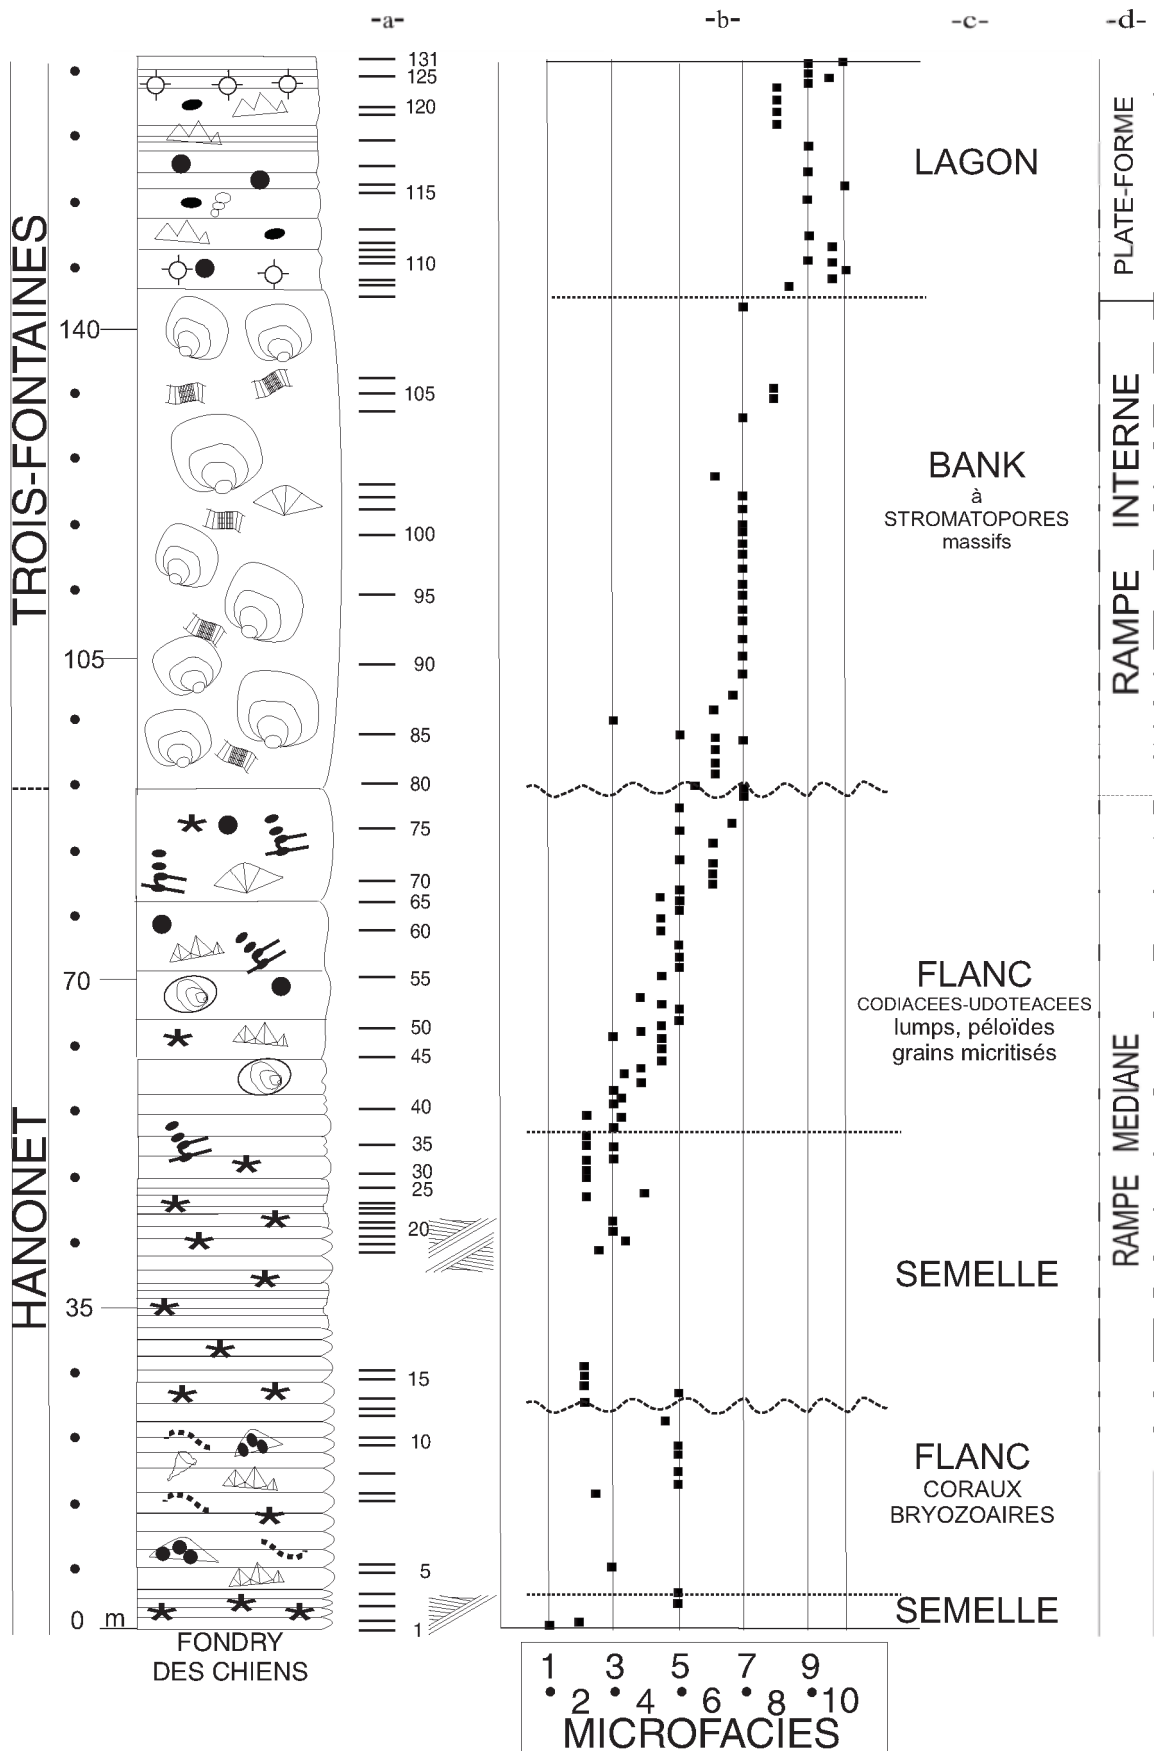 -a-
-b-
-c-
-d-
TROIS-FONTAINES
HANONET
140
105
70
35
0 m
FONDRY
DES CHIENS
131
125
120
115
110
105
100
95
90
85
80
75
70
65
60
55
50
45
40
35
30
25
20
15
10
5
1
LAGON
BANK
à
STROMATOPORES
massifs
FLANC
CODIACEES-UDOTEACEES
lumps, péloïdes
grains micritisés
SEMELLE
FLANC
CORAUX
BRYOZOAIRES
SEMELLE
PLATE-FORME
RAMPE INTERNE
RAMPE MEDIANE
1 3 5 7 9
2 4 6 8 10
MICROFACIES